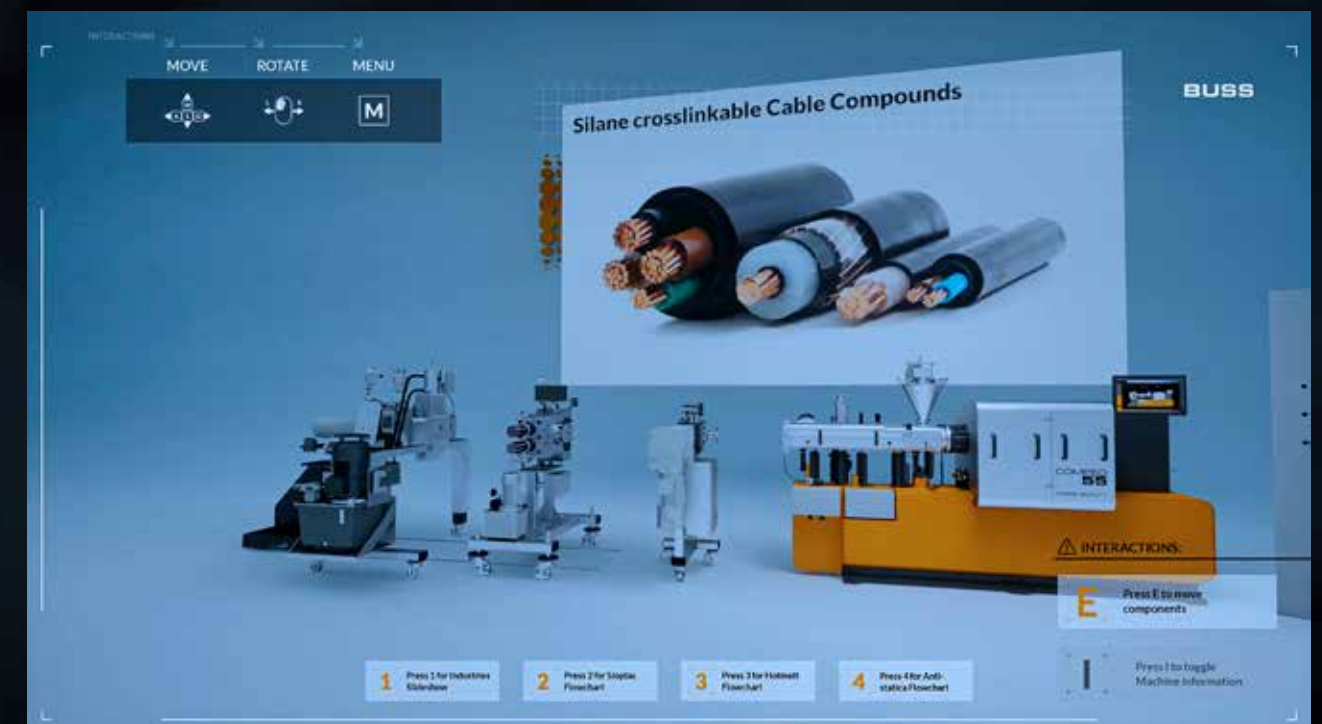 INTERACTIONS
MOVE ROTATE MENU
M
BUSS
Silane crosslinkable Cable Compounds
COMPEO
55
INTERACTIONS:
E
Press E to move
components
1
Press 1 for Industries
Slideshow
2
Press 2 for Sioplas
Flowchart
3
Press 3 for Hotmelt
Flowchart
4
Press 4 for Anti-
statica Flowchart
I
Press I to toggle
Machine Information